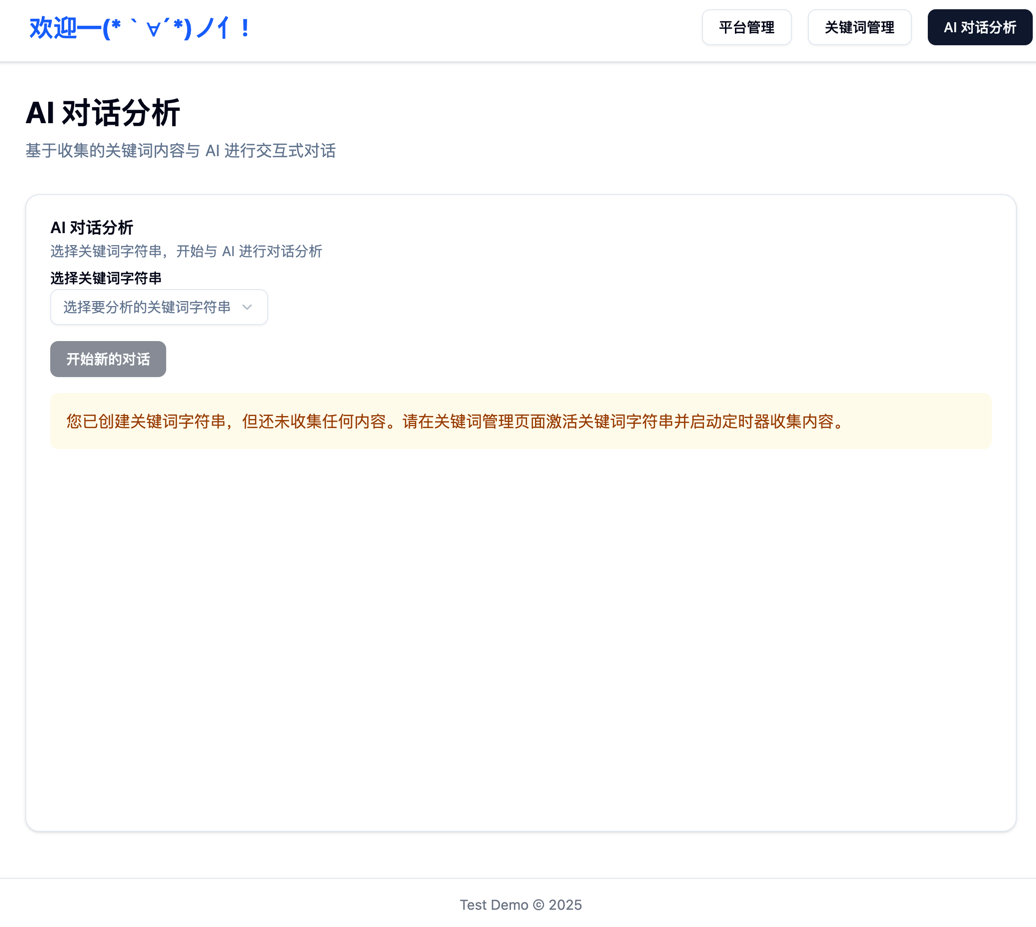 欢迎━(*｀∀´*)ノ亻!
平台管理
关键词管理
AI 对话分析
AI 对话分析
基于收集的关键词内容与 AI 进行交互式对话
AI 对话分析
选择关键词字符串，开始与 AI 进行对话分析
选择关键词字符串
选择要分析的关键词字符串
开始新的对话
您已创建关键词字符串，但还未收集任何内容。请在关键词管理页面激活关键词字符串并启动定时器收集内容。
Test Demo © 2025